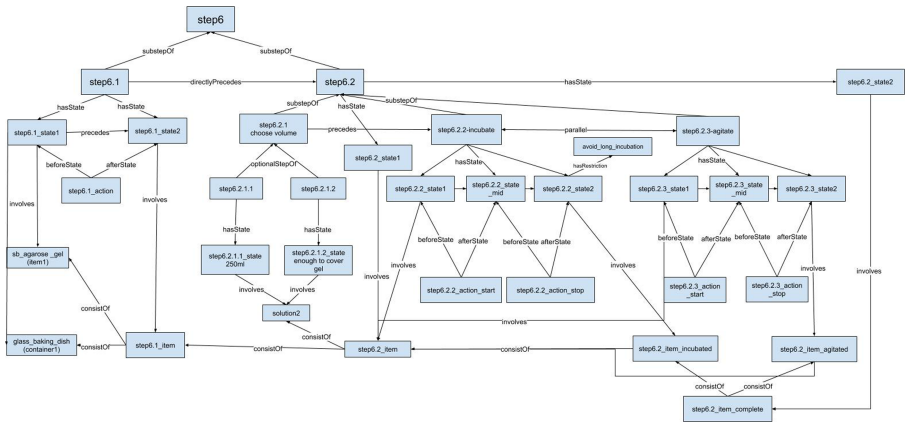 step6
substepOf
substepOf
step6.1
directlyPrecedes
step6.2
hasState
step6.2_state2
hasState
hasState
substepOf
hasState
substepOf
step6.1_state1
precedes
step6.1_state2
step6.2.1
choose volume
precedes
step6.2.2-incubate
parallel
step6.2.3-agitate
avoid_long_incubation
beforeState
afterState
optionalStepOf
step6.2_state1
hasState
hasRestriction
hasState
step6.1_action
step6.2.1.1
step6.2.1.2
step6.2.2_state1
step6.2.2_state
_mid
step6.2.2_state2
step6.2.3_state1
step6.2.3_state
_mid
step6.2.3_state2
involves
involves
hasState
hasState
beforeState
afterState
beforeState
afterState
beforeState
afterState
beforeState
afterState
sb_agarose _gel
(item1)
step6.2.1.1_state
250ml
step6.2.1.2_state
enough to cover
gel
involves
involves
involves
involves
involves
involves
step6.2.2_action_start
step6.2.2_action_stop
step6.2.3_action
_start
step6.2.3_action
_stop
consistOf
solution2
involves
glass_baking_dish
(container1)
consistOf
step6.1_item
consistOf
consistOf
step6.2_item
consistOf
step6.2_item_incubated
step6.2_item_agitated
consistOf
consistOf
step6.2_item_complete